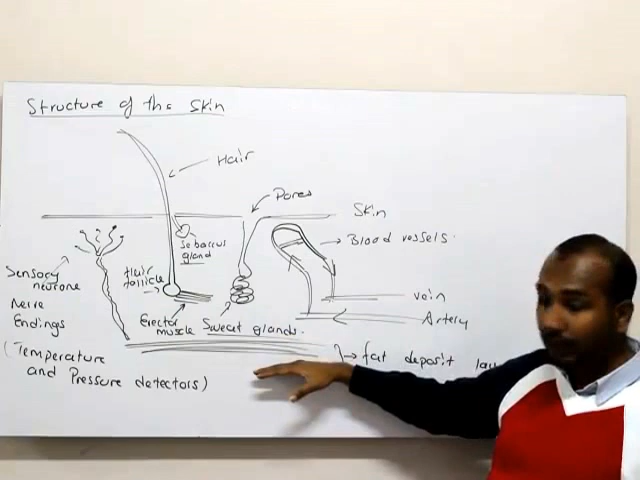 Structure of the Skin
Hair
Pores
Skin
Sebaceus
gland
Blood vessels.
Sensory
neurone
Nerve
Endings
Hair
follicle
Erector
muscle
Sweat glands.
Vein
Artery
fat deposit
(Temperature
and Pressure detectors)